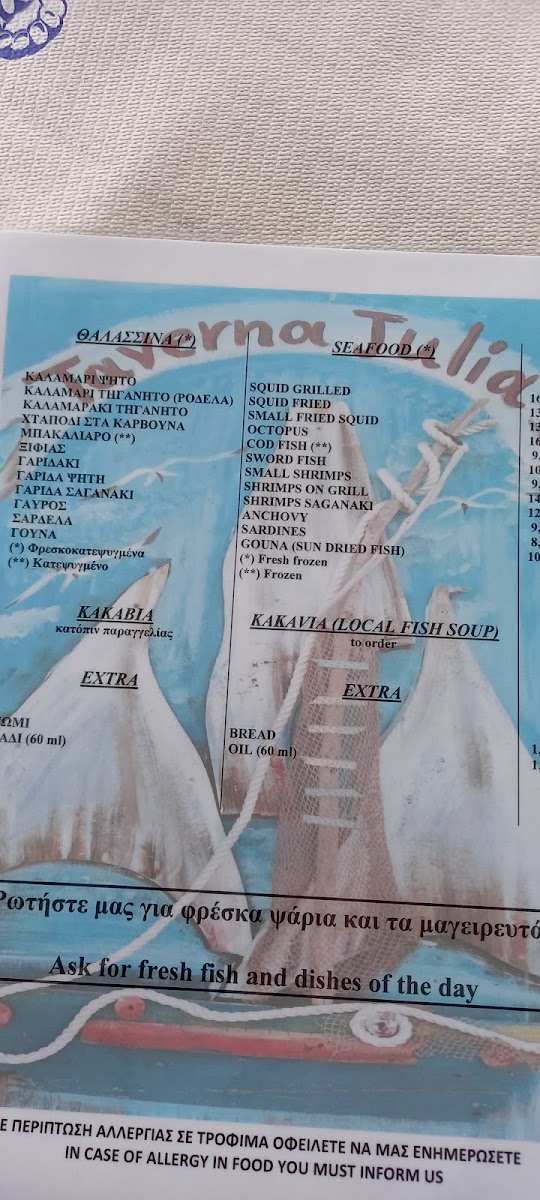 Taverna Julia
ΘΑΛΑΣΣΙΝΑ (*)
ΚΑΛΑΜΑΡΙ ΨΗΤΟ
ΚΑΛΑΜΑΡΙ ΤΗΓΑΝΗΤΟ (ΡΟΔΕΛΑ)
ΚΑΛΑΜΑΡΑΚΙ ΤΗΓΑΝΗΤΟ
ΧΤΑΠΟΔΙ ΣΤΑ ΚΑΡΒΟΥΝΑ
ΜΠΑΚΑΛΙΑΡΟ (**)
ΞΙΦΙΑΣ
ΓΑΡΙΔΑΚΙ
ΓΑΡΙΔΑ ΨΗΤΗ
ΓΑΡΙΔΑ ΣΑΓΑΝΑΚΙ
ΓΑΥΡΟΣ
ΣΑΡΔΕΛΑ
ΓΟΥΝΑ
(*) Φρεσκοκατεψυγμένα
(**) Κατεψυγμένο
ΚΑΚΑΒΙΑ
κατόπιν παραγγελίας
EXTRA
ΩΜΙ
ΑΔΙ (60 ml)
SEAFOOD (*)
SQUID GRILLED
SQUID FRIED
SMALL FRIED SQUID
OCTOPUS
COD FISH (**)
SWORD FISH
SMALL SHRIMPS
SHRIMPS ON GRILL
SHRIMPS SAGANAKI
ANCHOVY
SARDINES
GOUNA (SUN DRIED FISH)
(*) Fresh frozen
(**) Frozen
KAKAVIA (LOCAL FISH SOUP)
to order
EXTRA
BREAD
OIL (60 ml)
Ρωτήστε μας για φρέσκα ψάρια και τα μαγειρευτά
Ask for fresh fish and dishes of the day
Ε ΠΕΡΙΠΤΩΣΗ ΑΛΛΕΡΓΙΑΣ ΣΕ ΤΡΟΦΙΜΑ ΟΦΕΙΛΕΤΕ ΝΑ ΜΑΣ ΕΝΗΜΕΡΩΣΕΤΕ
IN CASE OF ALLERGY IN FOOD YOU MUST INFORM US